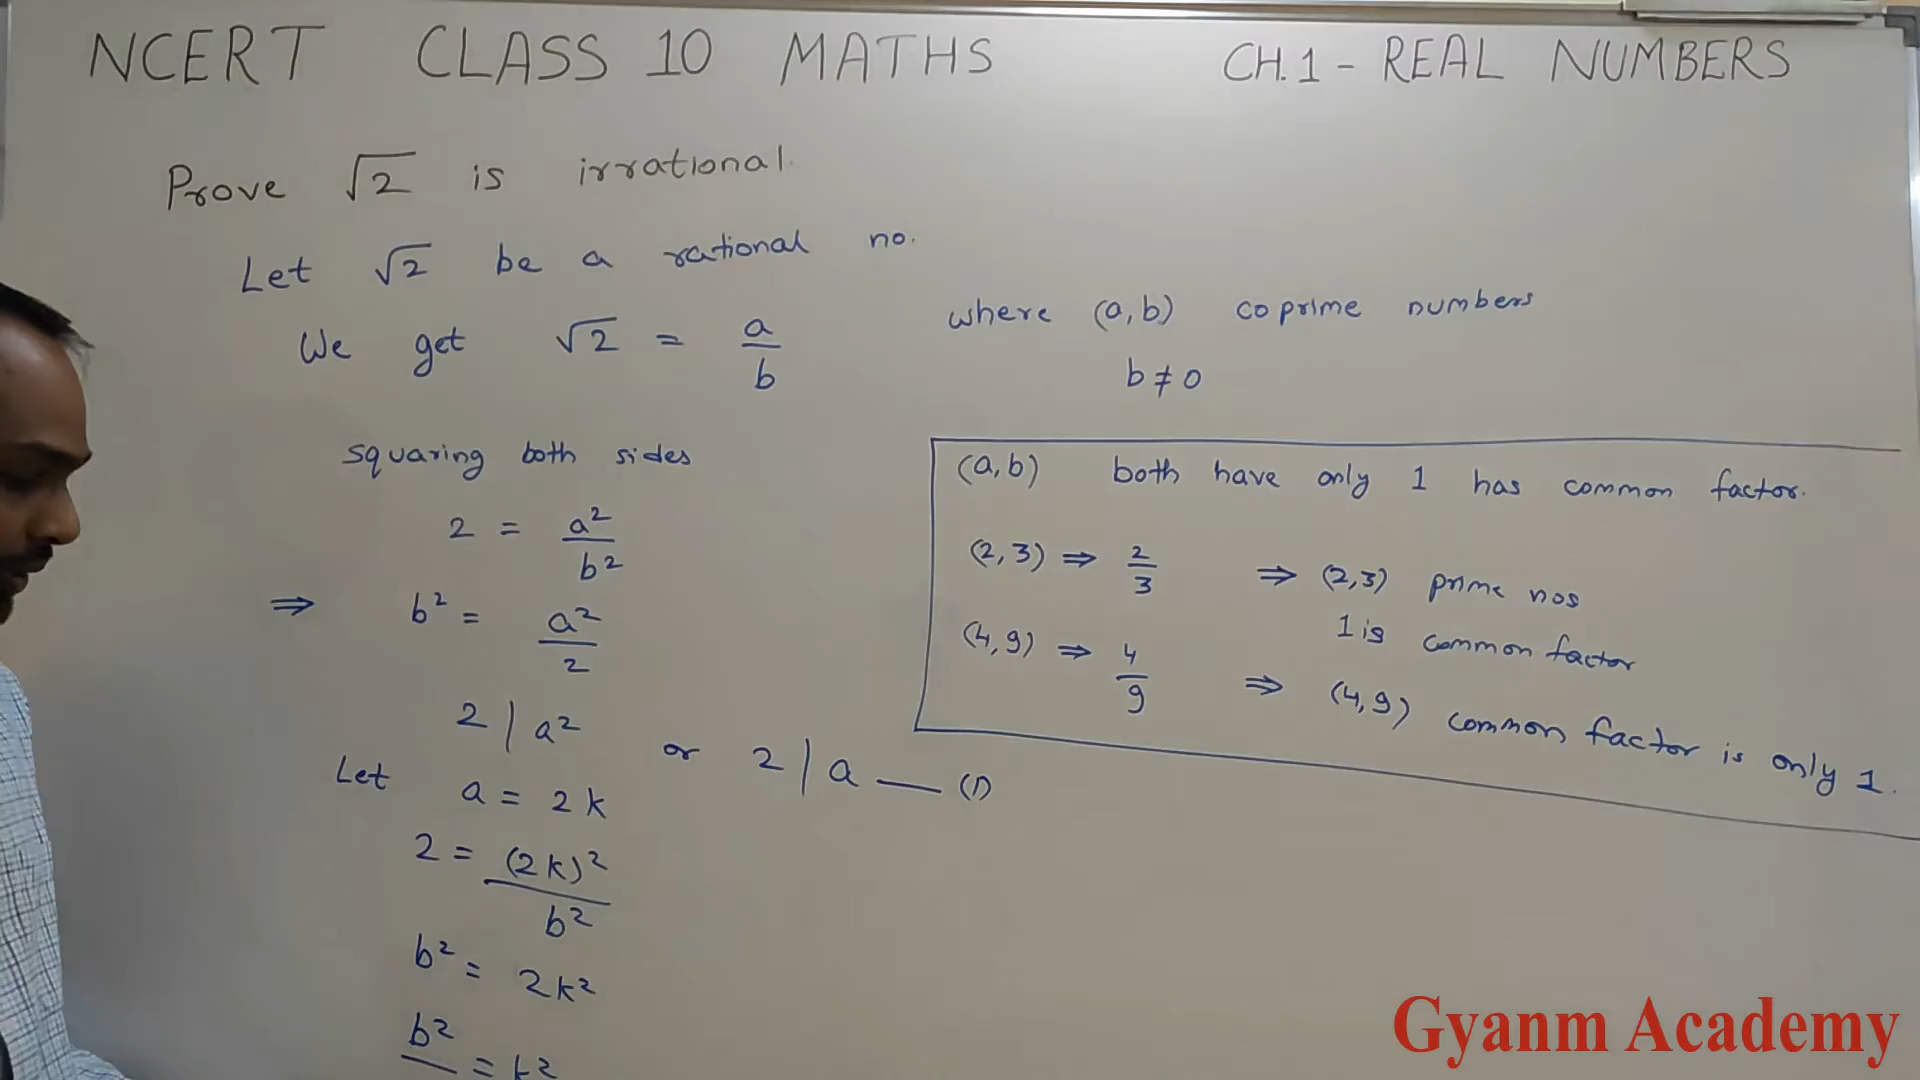 NCERT CLASS 10 MATHS CH.1 - REAL NUMBERS
Prove √2 is irrational.
Let √2 be a rational no.
We get √2 = a/b where (a,b) coprime numbers
b ≠ 0
squaring both sides
2 = a²/b²
⇒ b² = a²/2
2 | a² or 2 | a — (1)
Let a = 2k
2 = (2k)²/b²
b² = 2k²
b²
= k²
(a,b) both have only 1 has common factor.
(2,3) ⇒ 2/3 ⇒ (2,3) prime nos
1 is common factor
(4,9) ⇒ 4/9 ⇒ (4,9) common factor is only 1.
Gyanm Academy